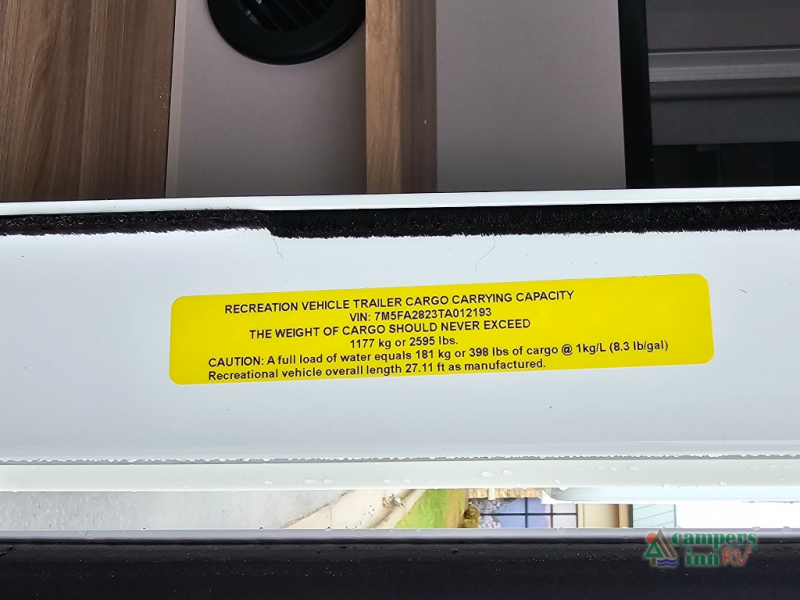 RECREATION VEHICLE TRAILER CARGO CARRYING CAPACITY
VIN: 7M5FA2823TA012193
THE WEIGHT OF CARGO SHOULD NEVER EXCEED
1177 kg or 2595 lbs.
CAUTION: A full load of water equals 181 kg or 398 lbs of cargo @ 1kg/L (8.3 lb/gal)
Recreational vehicle overall length 27.11 ft as manufactured.
campers
inn RV